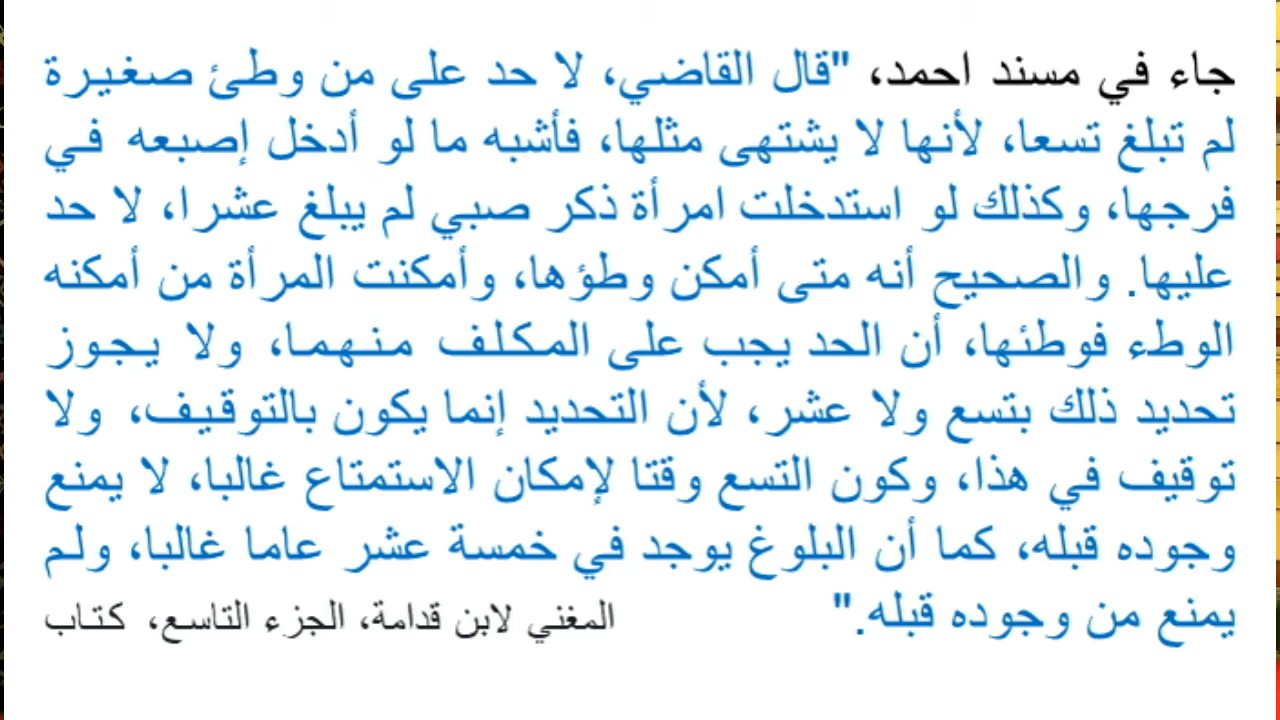 جاء في مسند احمد، "قال القاضي، لا حد على من وطئ صغيرة
لم تبلغ تسعا، لأنها لا يشتهى مثلها، فأشبه ما لو أدخل إصبعه في
فرجها، وكذلك لو استدخلت امرأة ذكر صبي لم يبلغ عشرا، لا حد
عليها. والصحيح أنه متى أمكن وطؤها، وأمكنت المرأة من أمكنه
الوطء فوطئها، أن الحد يجب على المكلف منهما، ولا يجوز
تحديد ذلك بتسع ولا عشر، لأن التحديد إنما يكون بالتوقيف، ولا
توقيف في هذا، وكون التسع وقتا لإمكان الاستمتاع غالبا، لا يمنع
وجوده قبله، كما أن البلوغ يوجد في خمسة عشر عاما غالبا، ولم
يمنع من وجوده قبله." المغني لابن قدامة، الجزء التاسع، كتاب